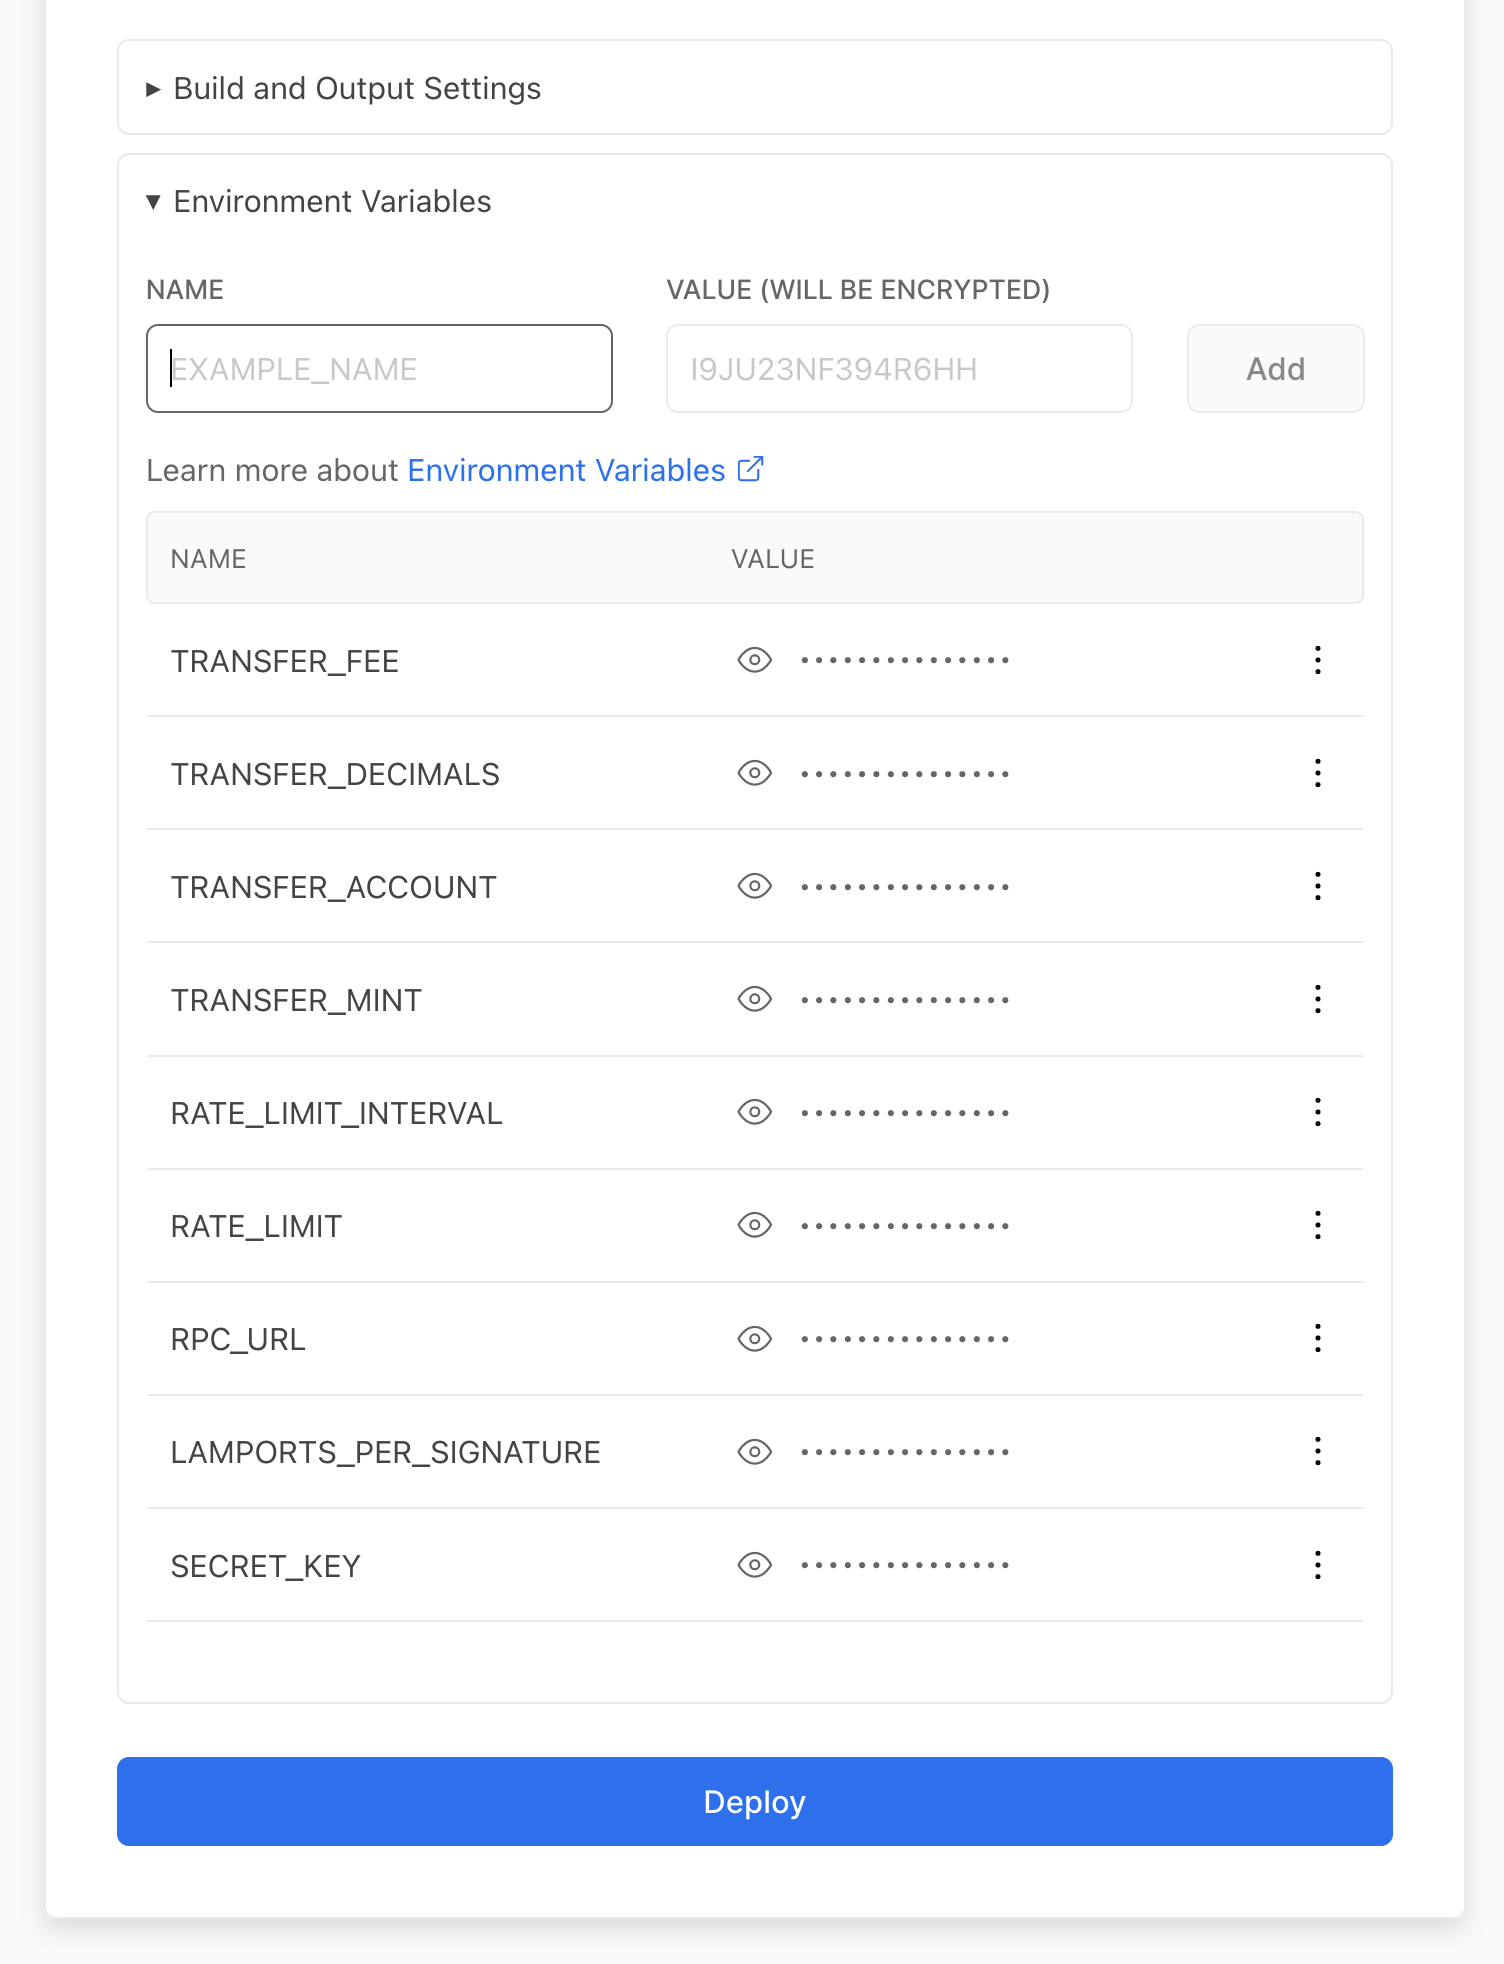 Build and Output Settings
Environment Variables
NAME VALUE (WILL BE ENCRYPTED)
EXAMPLE_NAME I9JU23NF394R6HH Add
Learn more about Environment Variables
NAME VALUE
TRANSFER_FEE
TRANSFER_DECIMALS
TRANSFER_ACCOUNT
TRANSFER_MINT
RATE_LIMIT_INTERVAL
RATE_LIMIT
RPC_URL
LAMPORTS_PER_SIGNATURE
SECRET_KEY
Deploy